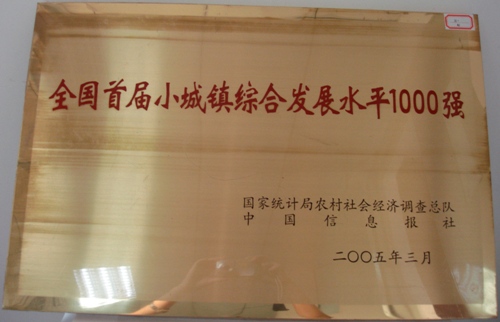 全国首届小城镇综合发展水平1000强
国家统计局农村社会经济调查总队
中国信息报社
二〇〇五年三月